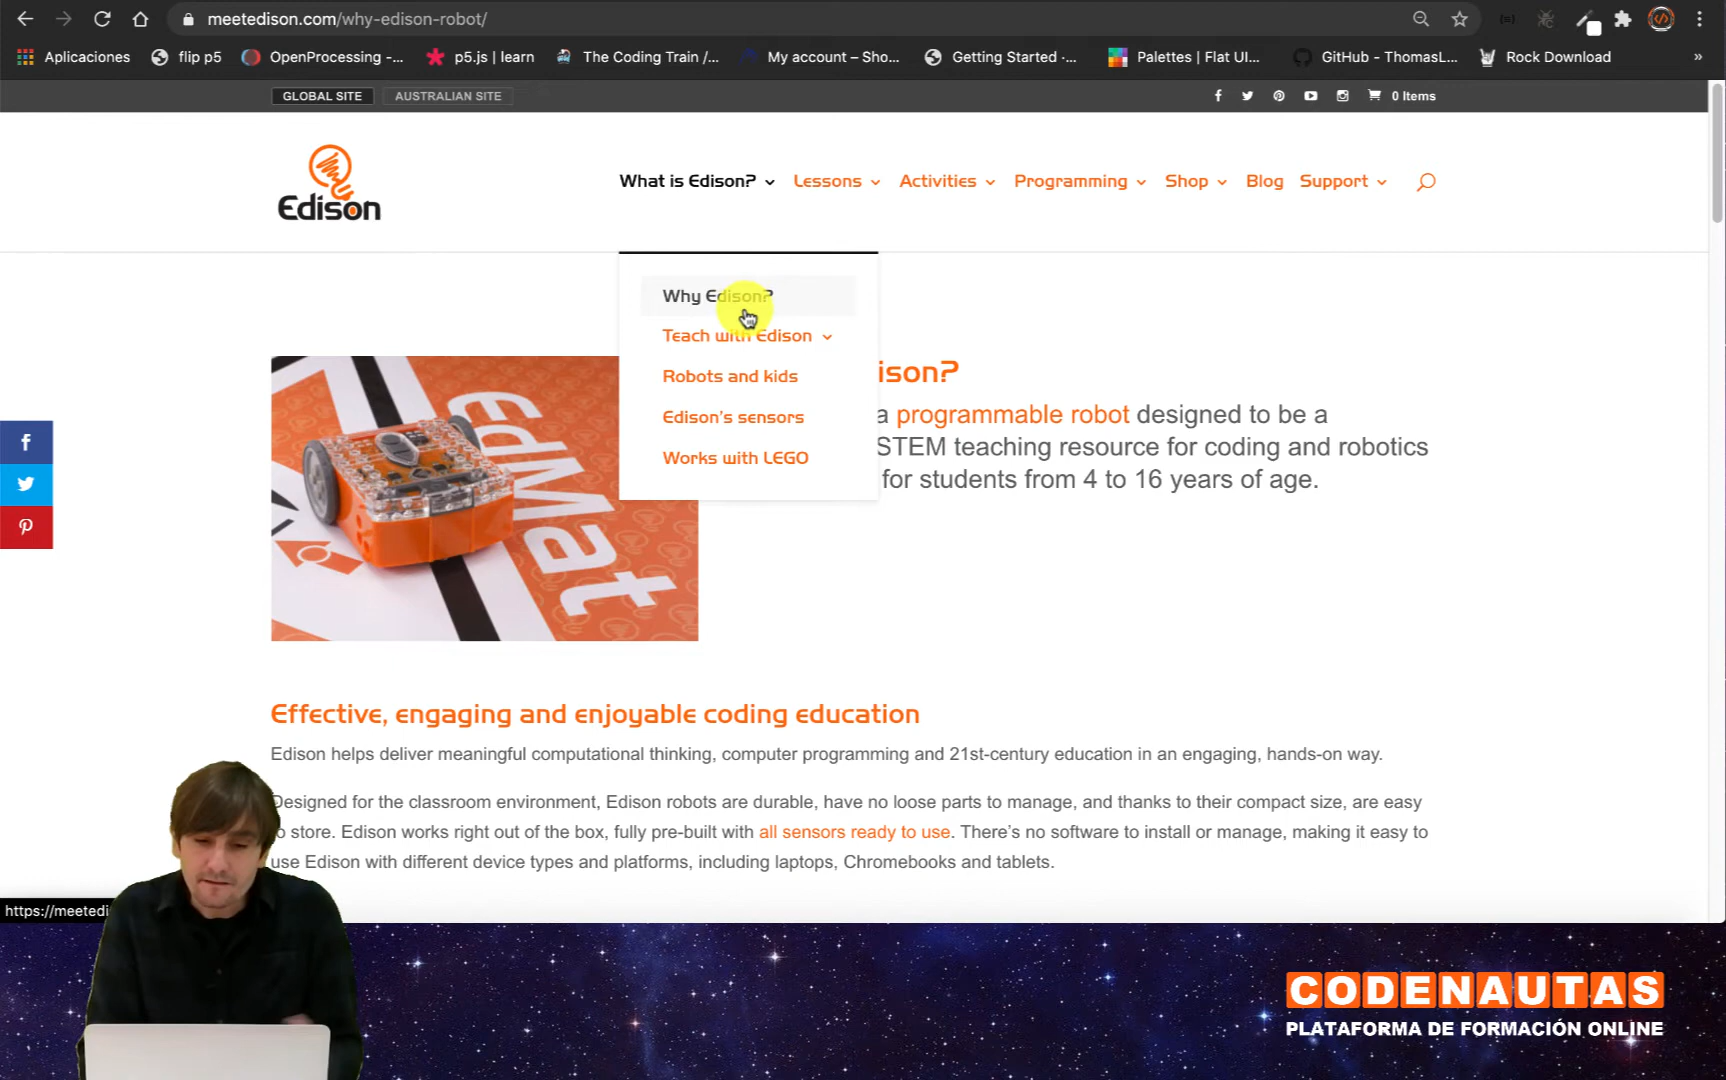 meetedison.com/why-edison-robot/
Aplicaciones
flip p5
OpenProcessing -...
p5.js | learn
The Coding Train /...
My account – Sho...
Getting Started ·...
Palettes | Flat UI...
GitHub - ThomasL...
Rock Download
»
GLOBAL SITE
AUSTRALIAN SITE
0 Items
Edison
What is Edison?
Lessons
Activities
Programming
Shop
Blog
Support
Why Edison?
Teach with Edison
Robots and kids
Edison's sensors
Works with LEGO
ison?
a programmable robot designed to be a
STEM teaching resource for coding and robotics
for students from 4 to 16 years of age.
EdMat
Effective, engaging and enjoyable coding education
Edison helps deliver meaningful computational thinking, computer programming and 21st-century education in an engaging, hands-on way.
Designed for the classroom environment, Edison robots are durable, have no loose parts to manage, and thanks to their compact size, are easy
to store. Edison works right out of the box, fully pre-built with all sensors ready to use. There's no software to install or manage, making it easy to
use Edison with different device types and platforms, including laptops, Chromebooks and tablets.
https://meetedi
CODENAUTAS
PLATAFORMA DE FORMACIÓN ONLINE